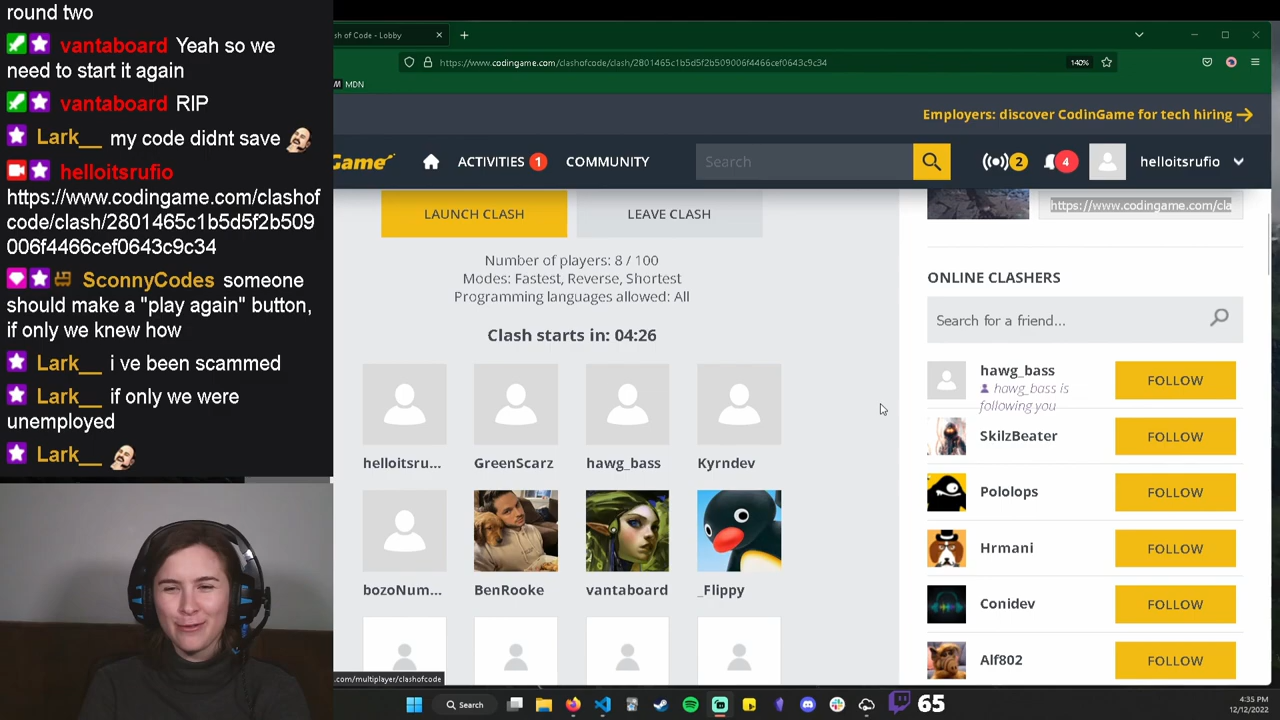 round two
vantaboard Yeah so we
need to start it again
vantaboard RIP
Lark__ my code didnt save
helloitsrufio
https://www.codingame.com/clashof
code/clash/2801465c1b5d5f2b509
006f4466cef0643c9c34
SconnyCodes someone
should make a "play again" button,
if only we knew how
Lark__ i ve been scammed
Lark__ if only we were
unemployed
Lark__
sh of Code - Lobby
https://www.codingame.com/clashofcode/clash/2801465c1b5d5f2b509006f4466cef0643c9c34
140%
MDN
Employers: discover CodinGame for tech hiring
Game
ACTIVITIES 1
COMMUNITY
Search
2
4
helloitsrufio
LAUNCH CLASH
LEAVE CLASH
https://www.codingame.com/cla
Number of players: 8 / 100
Modes: Fastest, Reverse, Shortest
Programming languages allowed: All
Clash starts in: 04:26
helloitsru...
GreenScarz
hawg_bass
Kyrndev
bozoNum...
BenRooke
vantaboard
_Flippy
ONLINE CLASHERS
Search for a friend...
hawg_bass
hawg_bass is
following you
FOLLOW
SkilzBeater
FOLLOW
Pololops
FOLLOW
Hrmani
FOLLOW
Conidev
FOLLOW
Alf802
FOLLOW
.com/multiplayer/clashofcode
Search
65
4:35 PM
12/12/2022